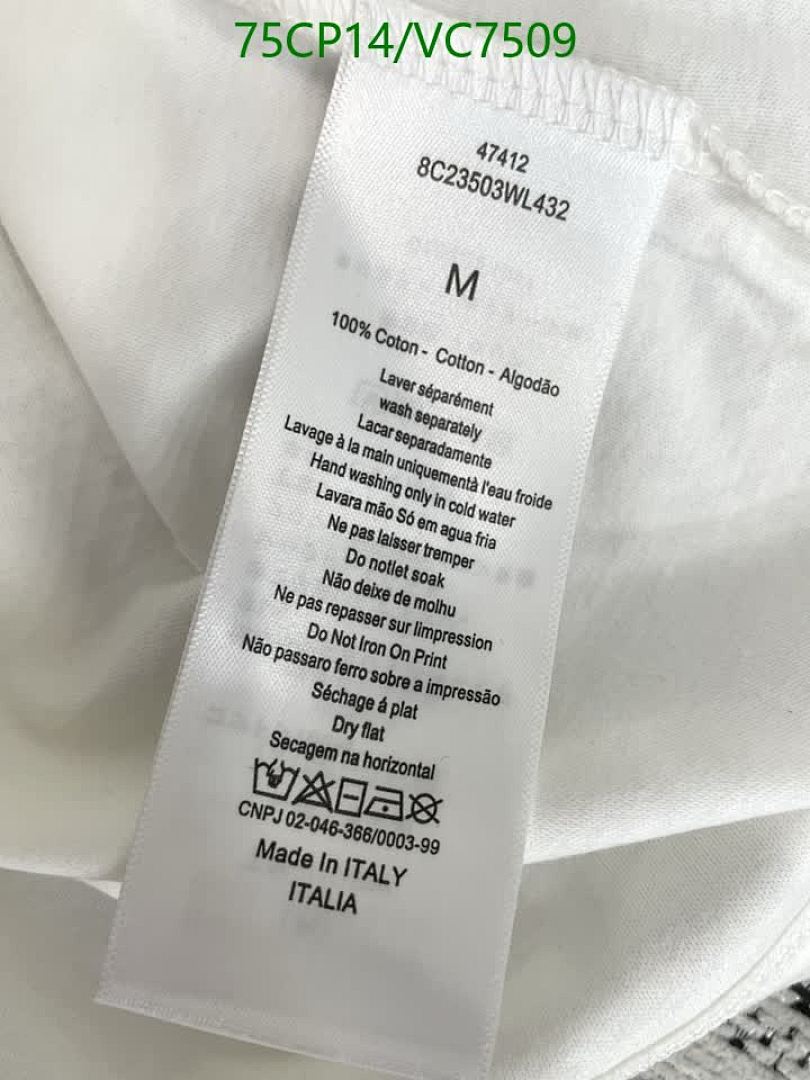 75CP14/VC7509
47412
8C23503WL432
M
100% Coton - Cotton - Algodão
Laver séparément
wash separately
Lacar separadamente
Lavage à la main uniquementà l'eau froide
Hand washing only in cold water
Lavara mão Só em agua fria
Ne pas laisser tremper
Do notlet soak
Não deixe de molhu
Ne pas repasser sur limpression
Do Not Iron On Print
Não passaro ferro sobre a impressão
Séchage á plat
Dry flat
Secagem na horizontal
CNPJ 02-046-366/0003-99
Made In ITALY
ITALIA